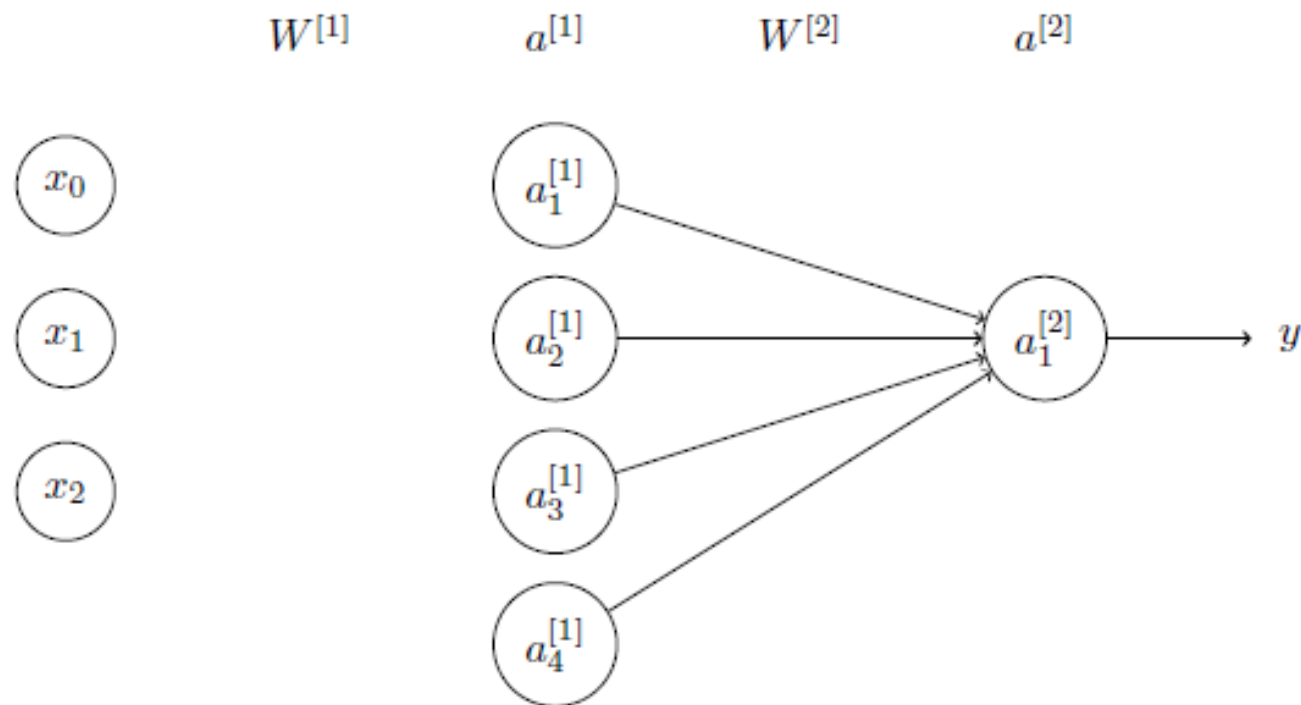 W^{[1]} a^{[1]} W^{[2]} a^{[2]}
x_0 a_1^{[1]}
x_1 a_2^{[1]} a_1^{[2]} y
x_2 a_3^{[1]}
a_4^{[1]}